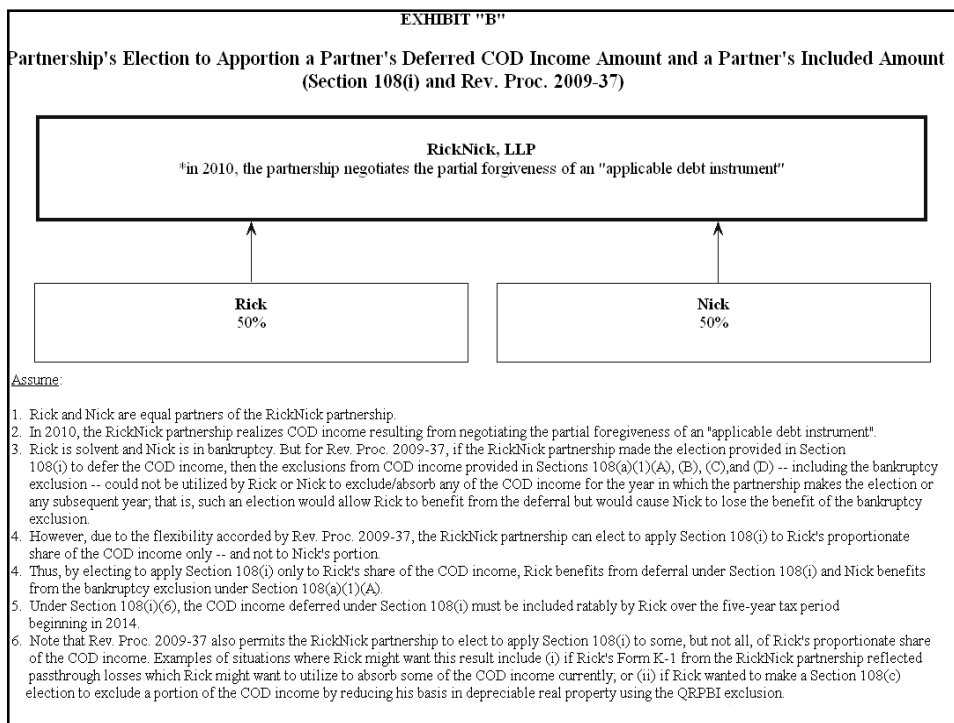 EXHIBIT "B"
Partnership's Election to Apportion a Partner's Deferred COD Income Amount and a Partner's Included Amount
(Section 108(i) and Rev. Proc. 2009-37)
RickNick, LLP
*in 2010, the partnership negotiates the partial forgiveness of an "applicable debt instrument"
Rick
50%
Nick
50%
Assume:
1. Rick and Nick are equal partners of the RickNick partnership.
2. In 2010, the RickNick partnership realizes COD income resulting from negotiating the partial foregiveness of an "applicable debt instrument".
3. Rick is solvent and Nick is in bankruptcy. But for Rev. Proc. 2009-37, if the RickNick partnership made the election provided in Section
108(i) to defer the COD income, then the exclusions from COD income provided in Sections 108(a)(1)(A), (B), (C),and (D) -- including the bankruptcy
exclusion -- could not be utilized by Rick or Nick to exclude/absorb any of the COD income for the year in which the partnership makes the election or
any subsequent year; that is, such an election would allow Rick to benefit from the deferral but would cause Nick to lose the benefit of the bankruptcy
exclusion.
4. However, due to the flexibility accorded by Rev. Proc. 2009-37, the RickNick partnership can elect to apply Section 108(i) to Rick's proportionate
share of the COD income only -- and not to Nick's portion.
4. Thus, by electing to apply Section 108(i) only to Rick's share of the COD income, Rick benefits from deferral under Section 108(i) and Nick benefits
from the bankruptcy exclusion under Section 108(a)(1)(A).
5. Under Section 108(i)(6), the COD income deferred under Section 108(i) must be included ratably by Rick over the five-year tax period
beginning in 2014.
6. Note that Rev. Proc. 2009-37 also permits the RickNick partnership to elect to apply Section 108(i) to some, but not all, of Rick's proportionate share
of the COD income. Examples of situations where Rick might want this result include (i) if Rick's Form K-1 from the RickNick partnership reflected
passthrough losses which Rick might want to utilize to absorb some of the COD income currently; or (ii) if Rick wanted to make a Section 108(c)
election to exclude a portion of the COD income by reducing his basis in depreciable real property using the QRPBI exclusion.